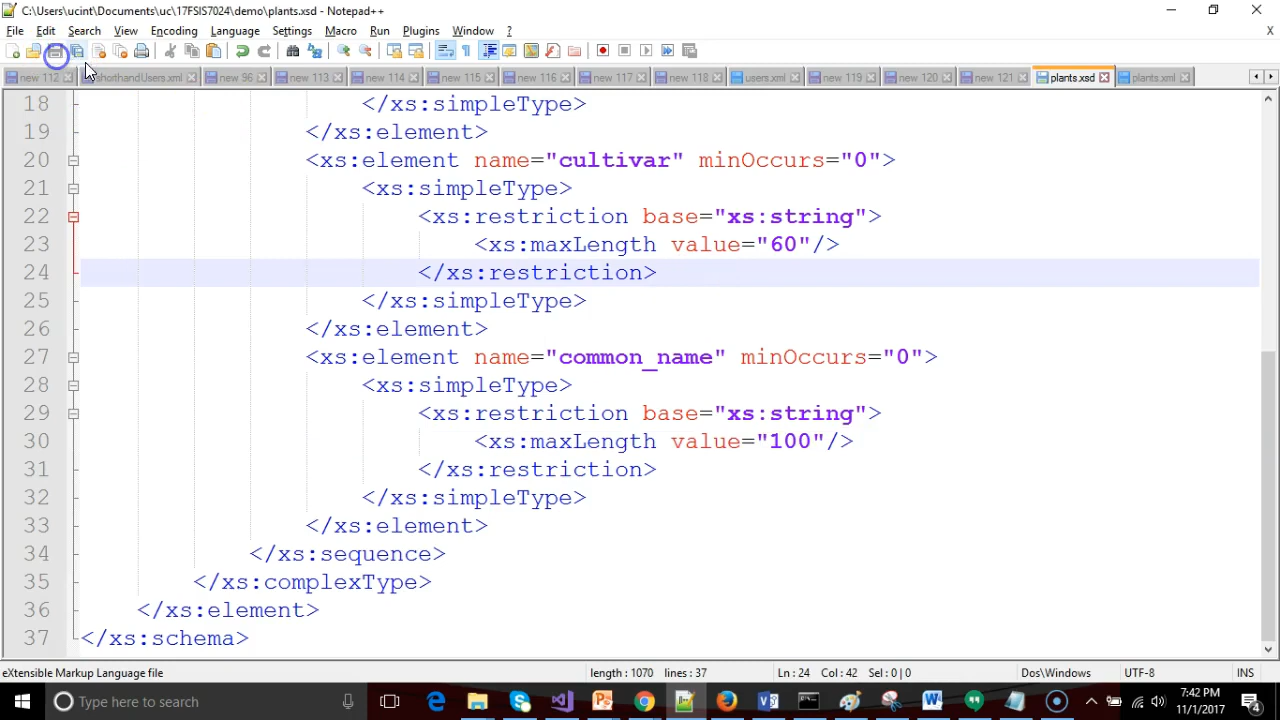 C:\Users\ucint\Documents\uc\17FSIS7024\demo\plants.xsd - Notepad++
File Edit Search View Encoding Language Settings Macro Run Plugins Window ? X
new 112 shorthandUsers.xml new 96 new 113 new 114 new 115 new 116 new 117 new 118 users.xml new 119 new 120 new 121 plants.xsd plants.xml
18 </xs:simpleType>
19 </xs:element>
20 <xs:element name="cultivar" minOccurs="0">
21 <xs:simpleType>
22 <xs:restriction base="xs:string">
23 <xs:maxLength value="60"/>
24 </xs:restriction>
25 </xs:simpleType>
26 </xs:element>
27 <xs:element name="common_name" minOccurs="0">
28 <xs:simpleType>
29 <xs:restriction base="xs:string">
30 <xs:maxLength value="100"/>
31 </xs:restriction>
32 </xs:simpleType>
33 </xs:element>
34 </xs:sequence>
35 </xs:complexType>
36 </xs:element>
37 </xs:schema>
eXtensible Markup Language file length : 1070 lines : 37 Ln : 24 Col : 42 Sel : 0 | 0 Dos\Windows UTF-8 INS
Type here to search
7:42 PM
11/1/2017
4